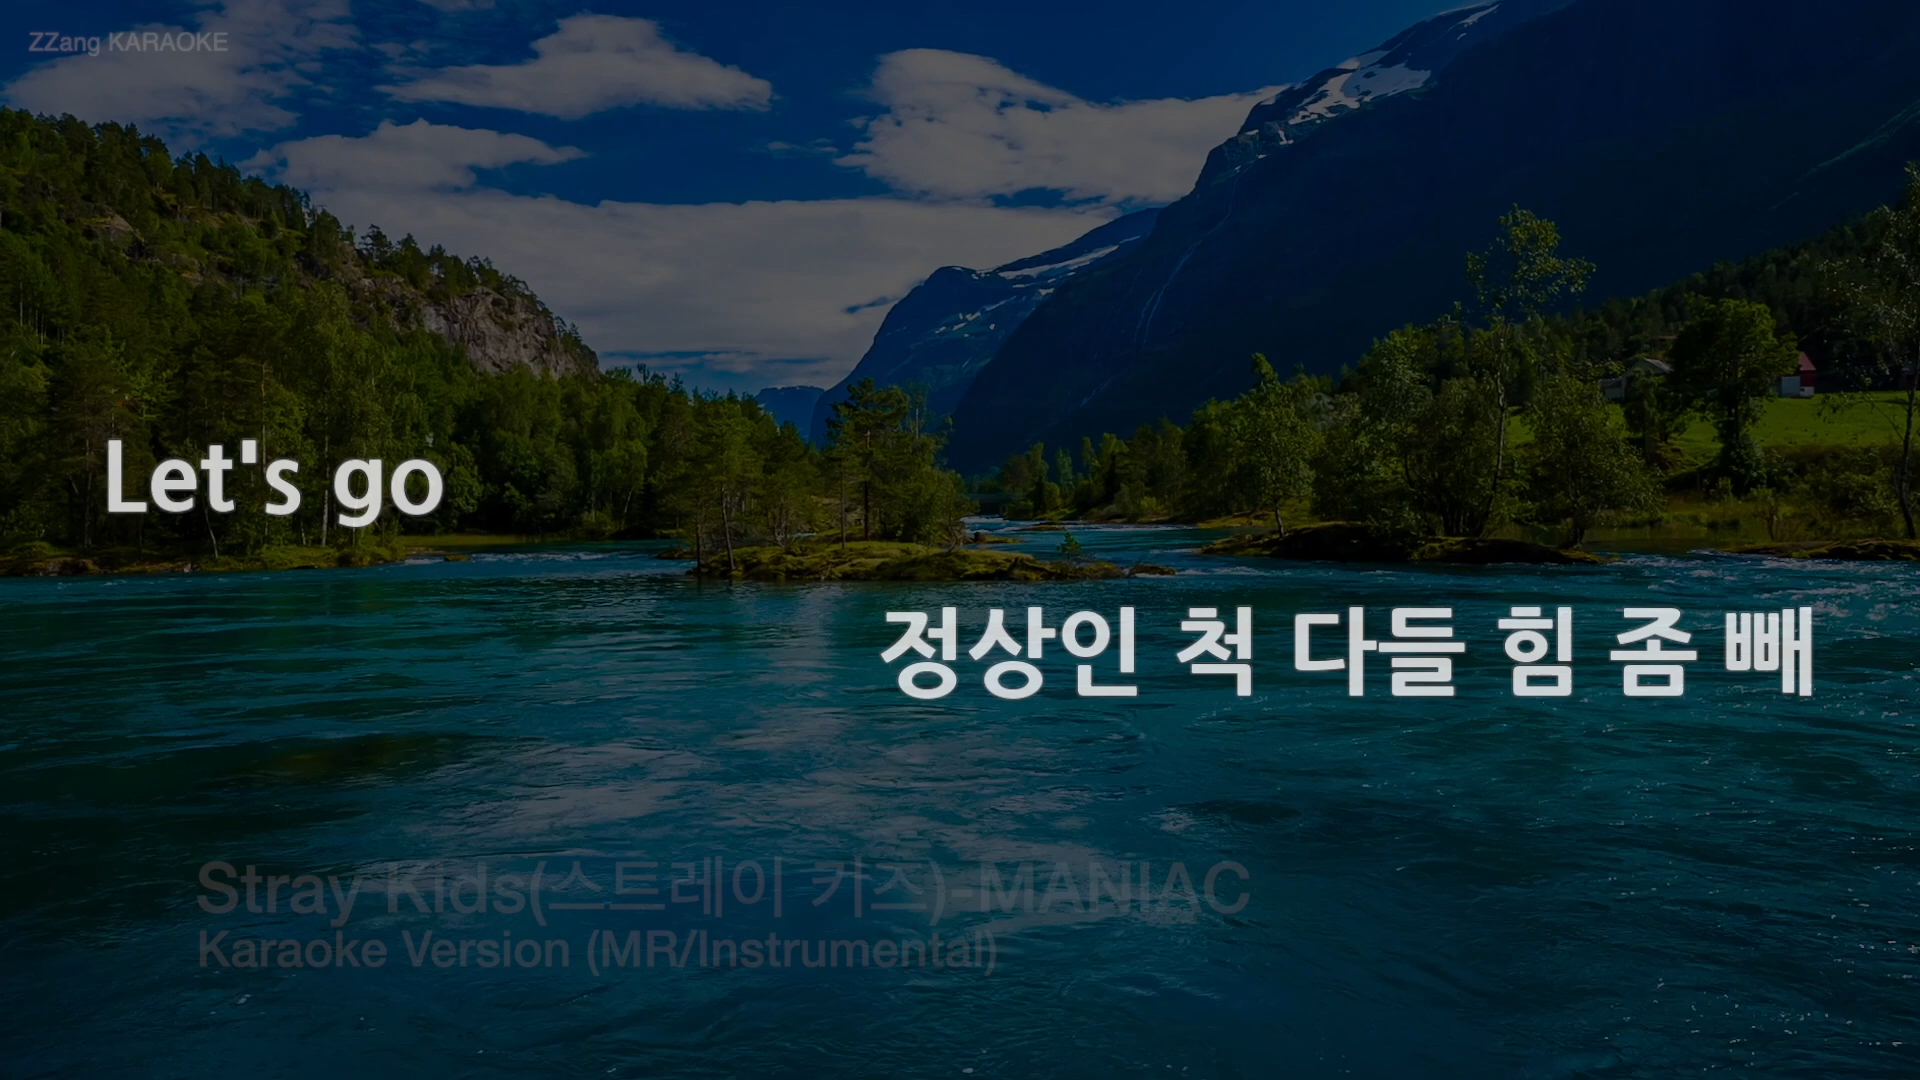 ZZang KARAOKE
Let's go
정상인 척 다들 힘 좀 빼
Stray Kids(스트레이 키즈)-MANIAC
Karaoke Version (MR/Instrumental)